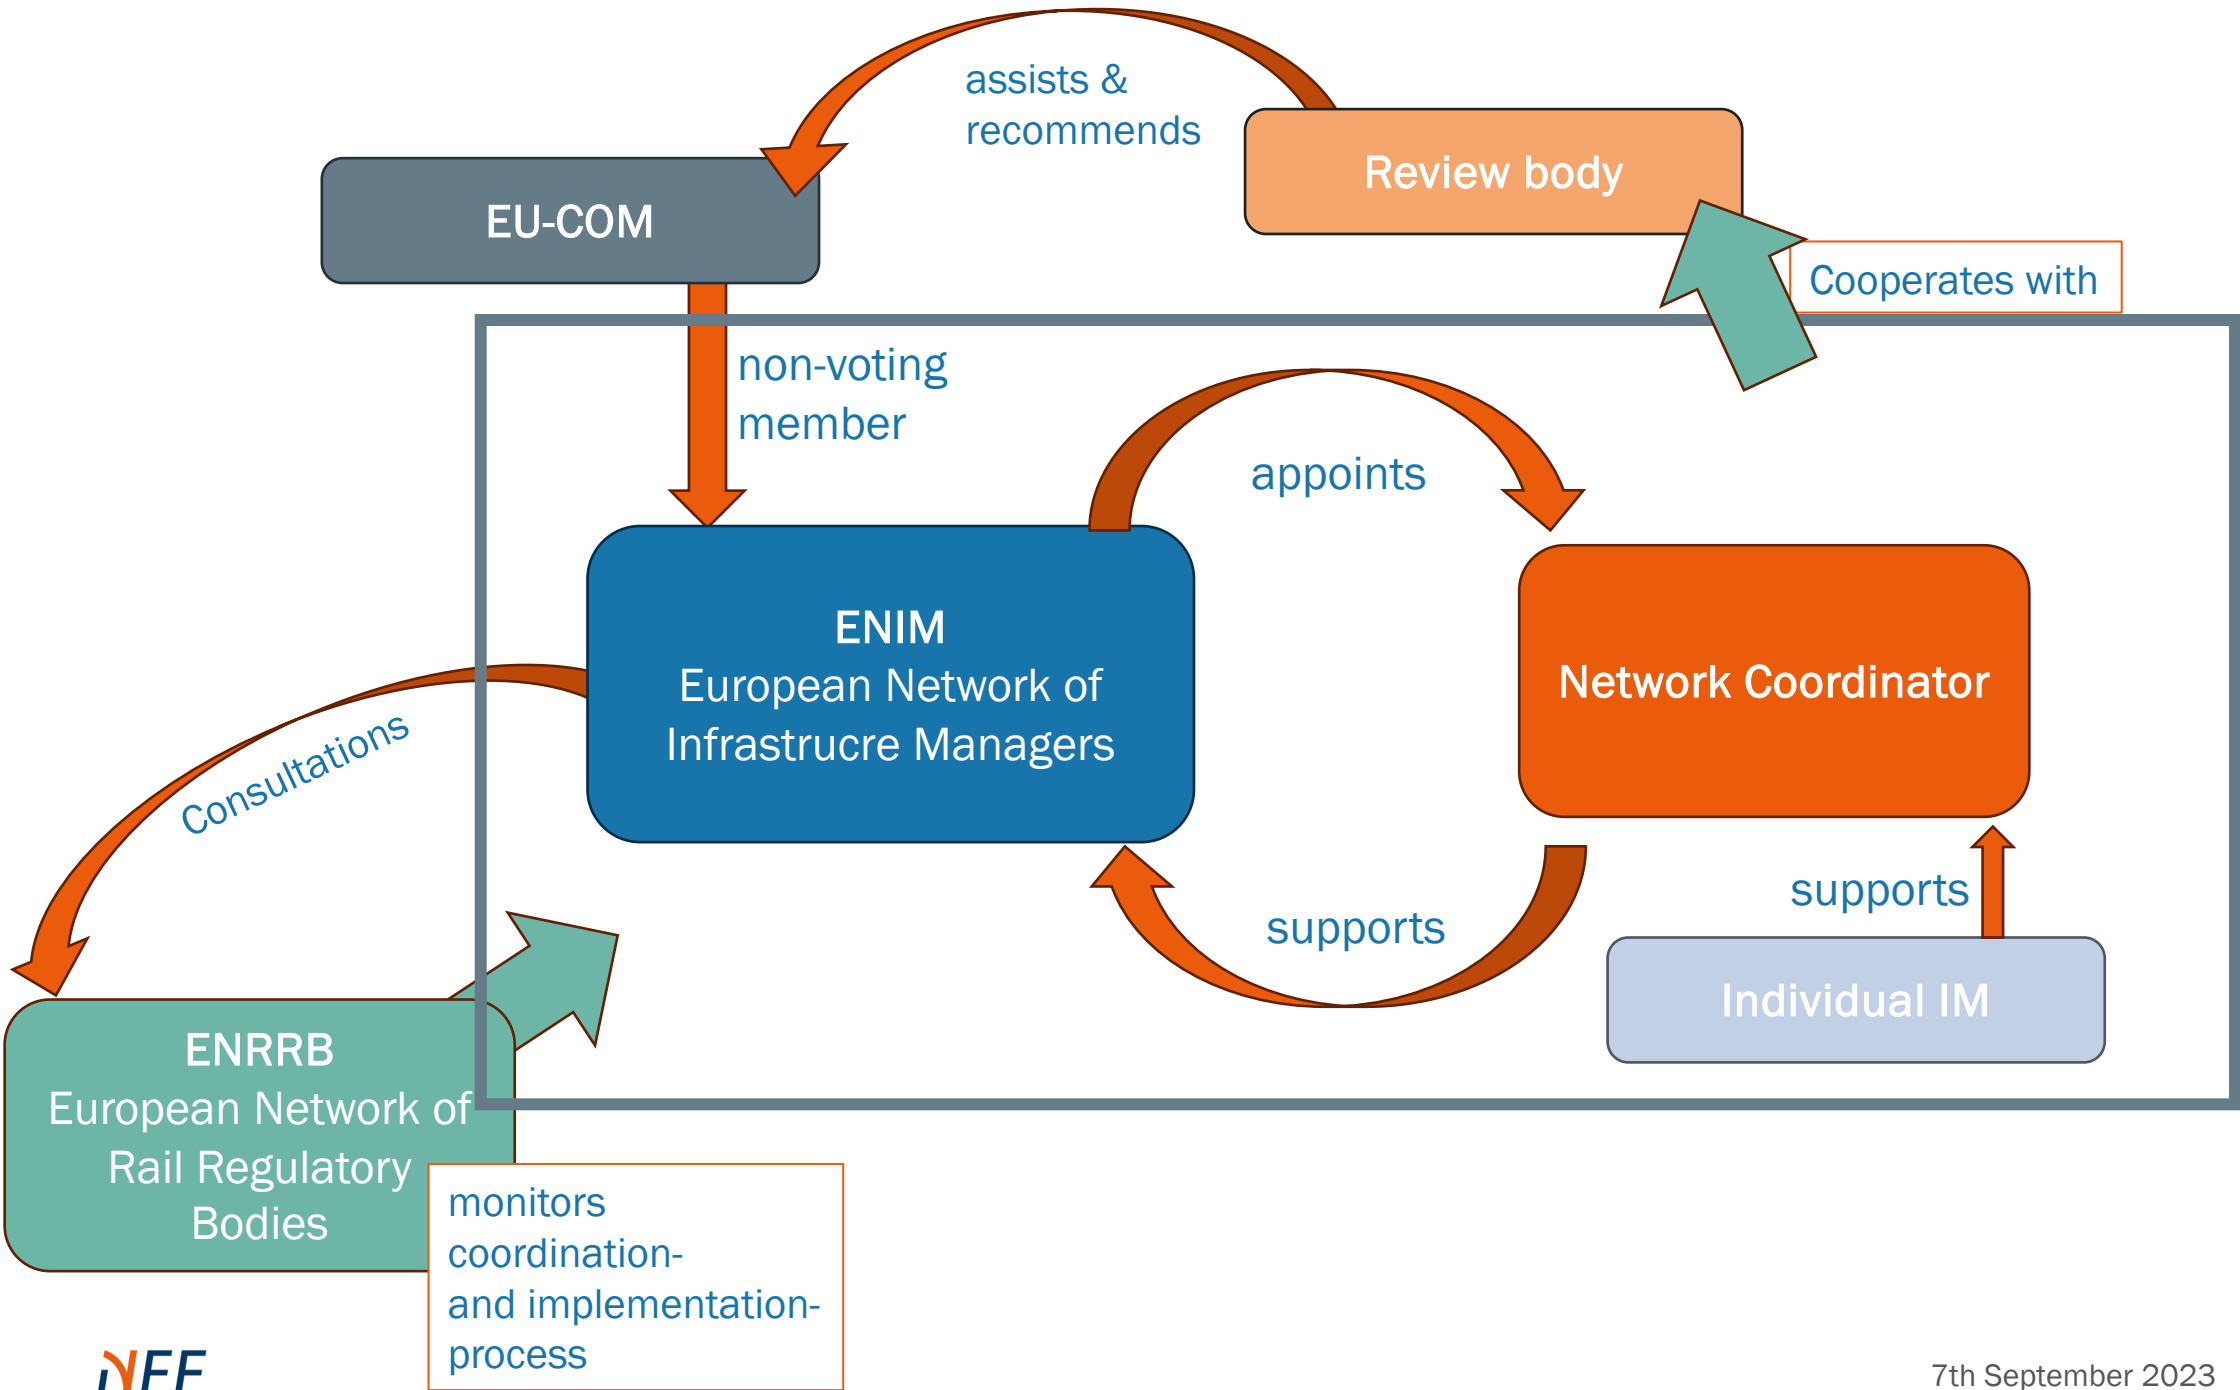 assists &
recommends
Review body
EU-COM
Cooperates with
non-voting
member
appoints
ENIM
European Network of
Infrastrucre Managers
Network Coordinator
Consultations
supports
supports
Individual IM
ENRRB
European Network of
Rail Regulatory
Bodies
monitors
coordination-
and implementation-
process
NEE
7th September 2023